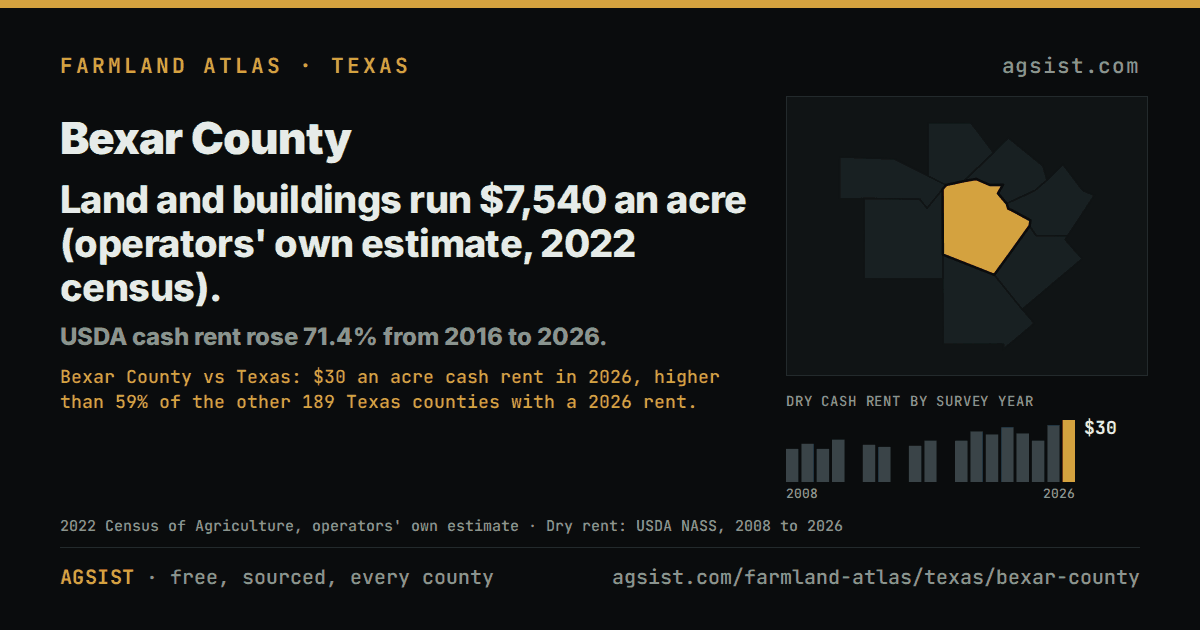 FARMLAND ATLAS · TEXAS
agsist.com
Bexar County
Land and buildings run $7,540 an acre
(operators' own estimate, 2022
census).
USDA cash rent rose 71.4% from 2016 to 2026.
Bexar County vs Texas: $30 an acre cash rent in 2026, higher
than 59% of the other 189 Texas counties with a 2026 rent.
DRY CASH RENT BY SURVEY YEAR
$30
2008
2026
2022 Census of Agriculture, operators' own estimate · Dry rent: USDA NASS, 2008 to 2026
AGSIST · free, sourced, every county
agsist.com/farmland-atlas/texas/bexar-county